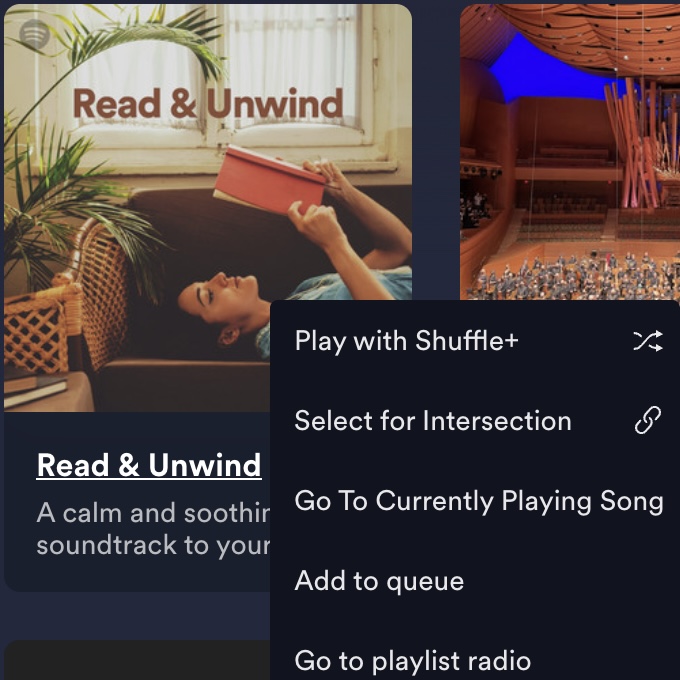 Read & Unwind
Read & Unwind
A calm and soothin
soundtrack to your
Play with Shuffle+
Select for Intersection
Go To Currently Playing Song
Add to queue
Go to playlist radio